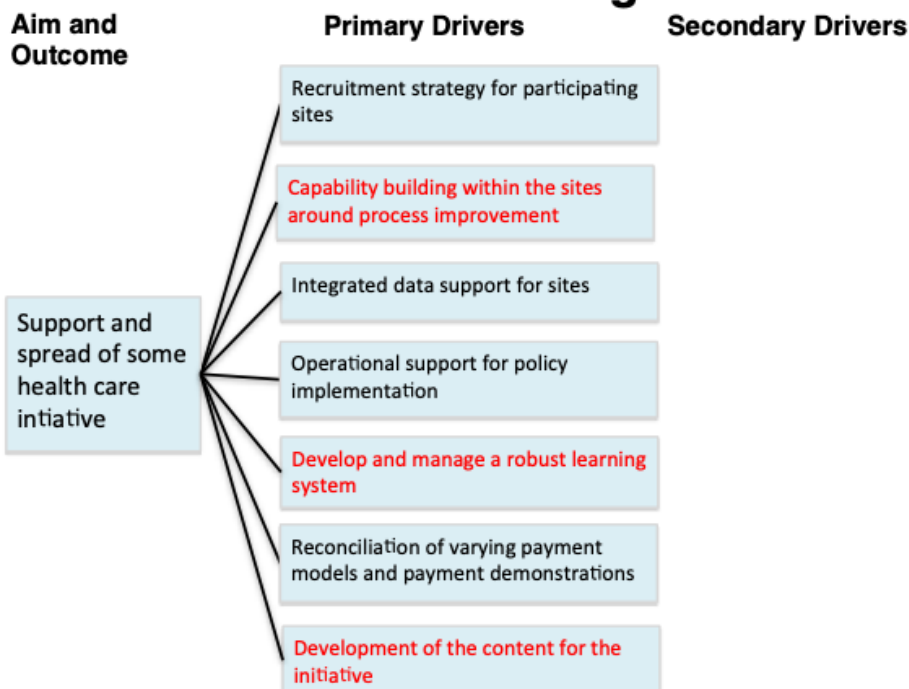 Aim and
Outcome
Primary Drivers
Secondary Drivers
Recruitment strategy for participating
sites
Capability building within the sites
around process improvement
Integrated data support for sites
Support and
spread of some
health care
intiative
Operational support for policy
implementation
Develop and manage a robust learning
system
Reconciliation of varying payment
models and payment demonstrations
Development of the content for the
initiative